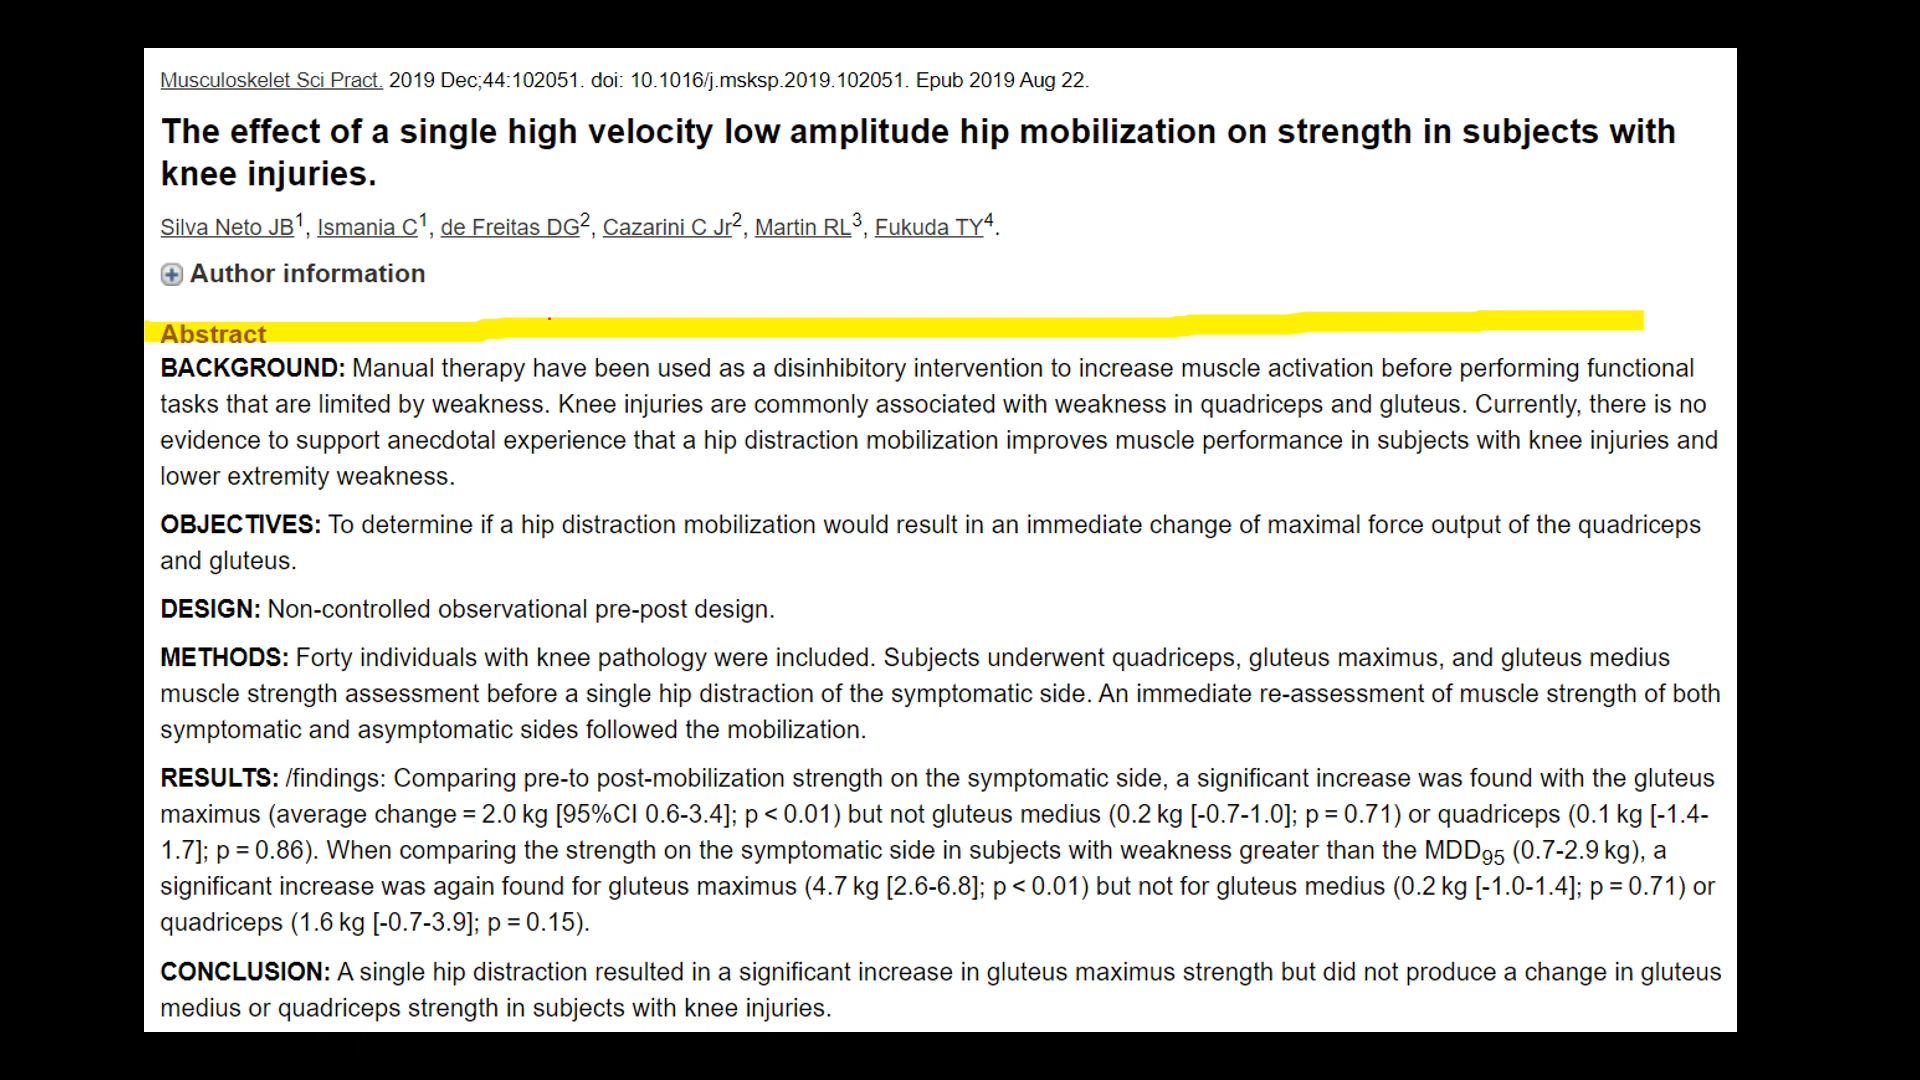 Musculoskelet Sci Pract. 2019 Dec;44:102051. doi: 10.1016/j.msksp.2019.102051. Epub 2019 Aug 22.
The effect of a single high velocity low amplitude hip mobilization on strength in subjects with
knee injuries.
Silva Neto JB1, Ismania C1, de Freitas DG2, Cazarini C Jr2, Martin RL3, Fukuda TY4.
Author information
Abstract
BACKGROUND: Manual therapy have been used as a disinhibitory intervention to increase muscle activation before performing functional
tasks that are limited by weakness. Knee injuries are commonly associated with weakness in quadriceps and gluteus. Currently, there is no
evidence to support anecdotal experience that a hip distraction mobilization improves muscle performance in subjects with knee injuries and
lower extremity weakness.
OBJECTIVES: To determine if a hip distraction mobilization would result in an immediate change of maximal force output of the quadriceps
and gluteus.
DESIGN: Non-controlled observational pre-post design.
METHODS: Forty individuals with knee pathology were included. Subjects underwent quadriceps, gluteus maximus, and gluteus medius
muscle strength assessment before a single hip distraction of the symptomatic side. An immediate re-assessment of muscle strength of both
symptomatic and asymptomatic sides followed the mobilization.
RESULTS: /findings: Comparing pre-to post-mobilization strength on the symptomatic side, a significant increase was found with the gluteus
maximus (average change = 2.0 kg [95%CI 0.6-3.4]; p < 0.01) but not gluteus medius (0.2 kg [-0.7-1.0]; p = 0.71) or quadriceps (0.1 kg [-1.4-
1.7]; p = 0.86). When comparing the strength on the symptomatic side in subjects with weakness greater than the MDD95 (0.7-2.9 kg), a
significant increase was again found for gluteus maximus (4.7 kg [2.6-6.8]; p < 0.01) but not for gluteus medius (0.2 kg [-1.0-1.4]; p = 0.71) or
quadriceps (1.6 kg [-0.7-3.9]; p = 0.15).
CONCLUSION: A single hip distraction resulted in a significant increase in gluteus maximus strength but did not produce a change in gluteus
medius or quadriceps strength in subjects with knee injuries.